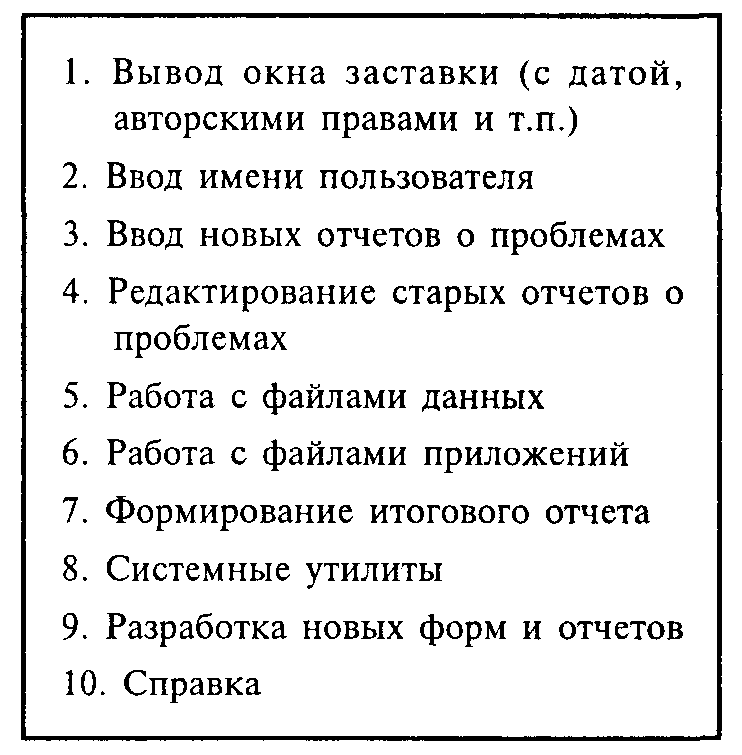 1. Вывод окна заставки (с датой,
авторскими правами и т.п.)
2. Ввод имени пользователя
3. Ввод новых отчетов о проблемах
4. Редактирование старых отчетов о
проблемах
5. Работа с файлами данных
6. Работа с файлами приложений
7. Формирование итогового отчета
8. Системные утилиты
9. Разработка новых форм и отчетов
10. Справка